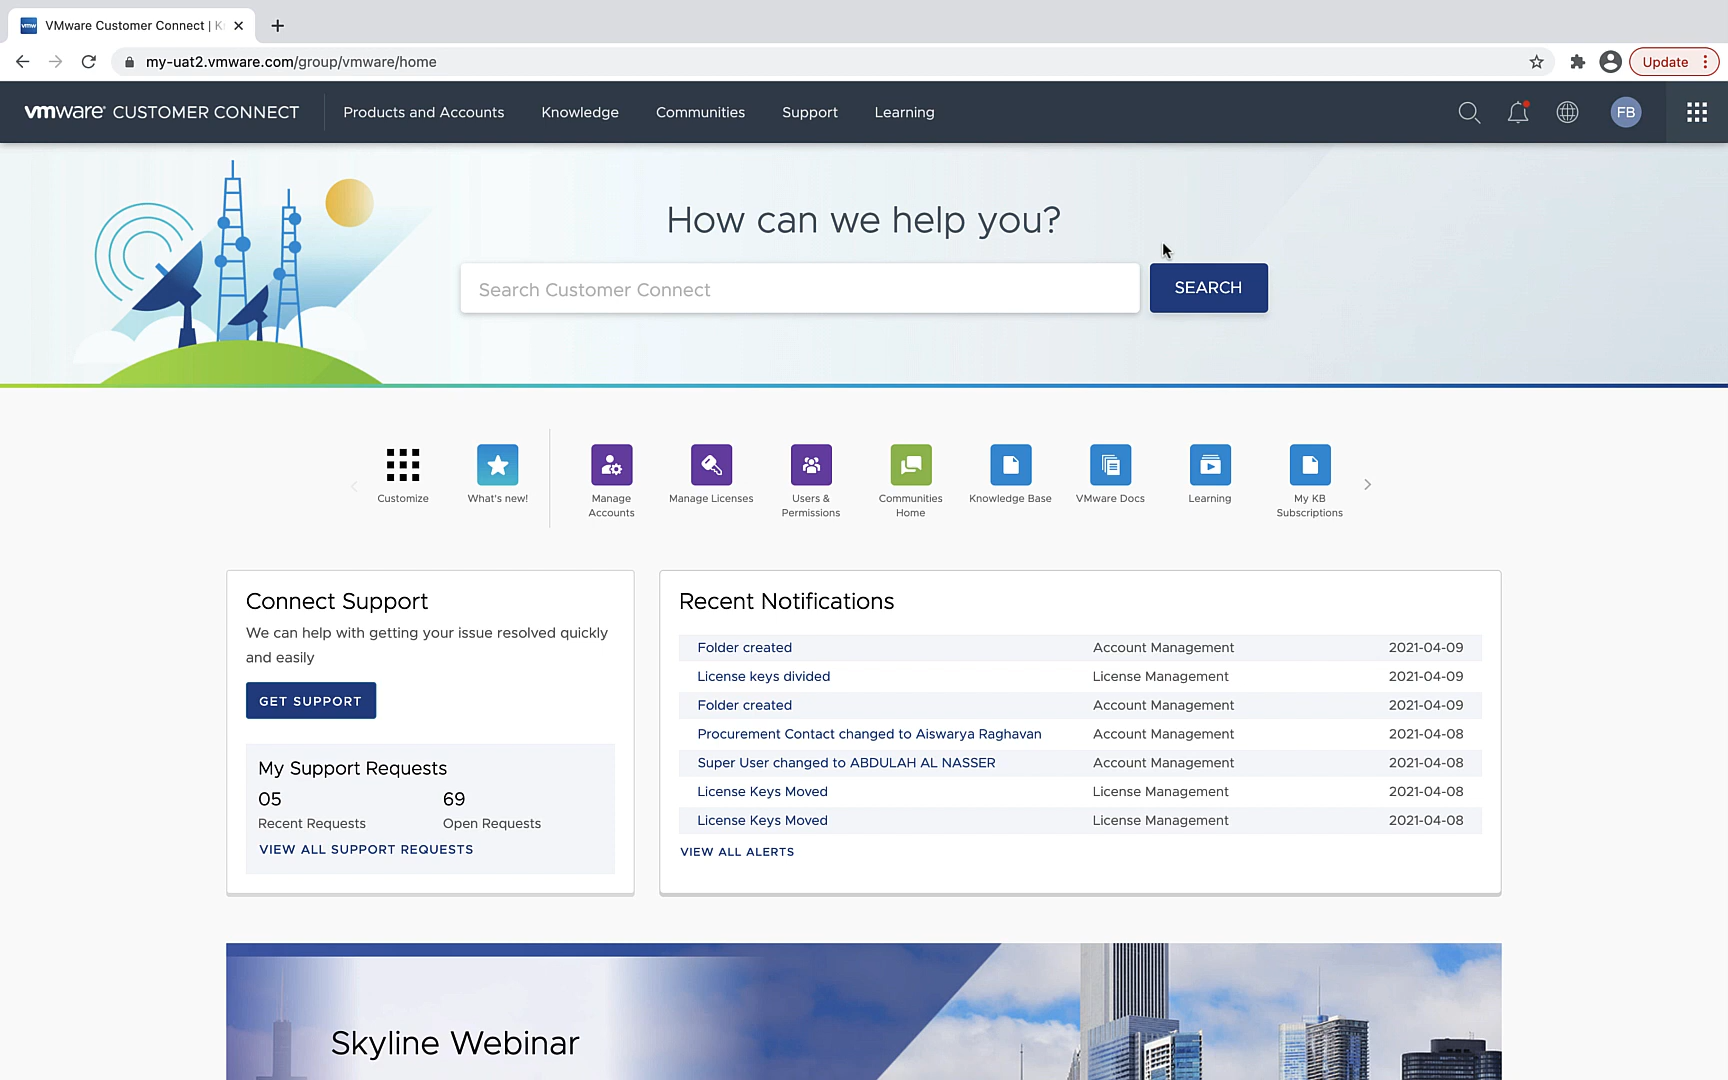 VMware Customer Connect | K
my-uat2.vmware.com/group/vmware/home
Update
vmware CUSTOMER CONNECT
Products and Accounts
Knowledge
Communities
Support
Learning
FB
How can we help you?
Search Customer Connect
SEARCH
Customize
What's new!
Manage
Accounts
Manage Licenses
Users &
Permissions
Communities
Home
Knowledge Base
VMware Docs
Learning
My KB
Subscriptions
Connect Support
We can help with getting your issue resolved quickly
and easily
GET SUPPORT
My Support Requests
05 69
Recent Requests Open Requests
VIEW ALL SUPPORT REQUESTS
Recent Notifications
Folder created Account Management 2021-04-09
License keys divided License Management 2021-04-09
Folder created Account Management 2021-04-09
Procurement Contact changed to Aiswarya Raghavan Account Management 2021-04-08
Super User changed to ABDULAH AL NASSER Account Management 2021-04-08
License Keys Moved License Management 2021-04-08
License Keys Moved License Management 2021-04-08
VIEW ALL ALERTS
Skyline Webinar